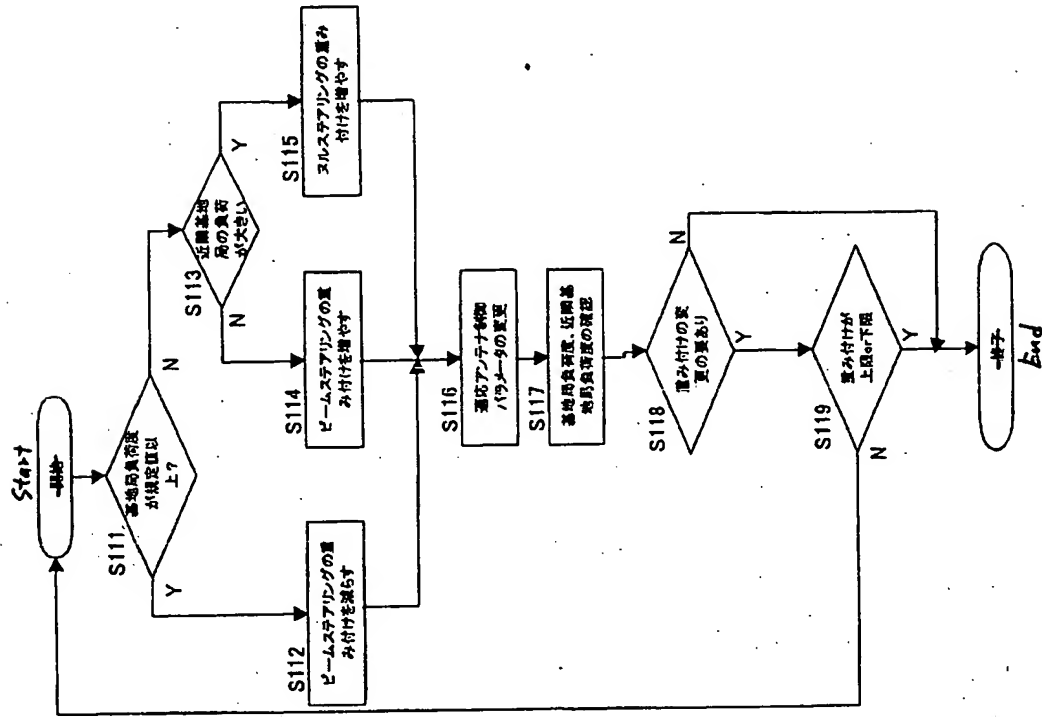 Start
開始
S111
基地局負荷度
が規定値以
上?
Y
N
S112
ビームステアリングの重
み付けを減らす
S113
近隣基地
局の負荷
が大きい
N
Y
S114
ビームステアリングの重
み付けを増やす
S115
ヌルステアリングの重み
付けを増やす
S116
適応アンテナ制御
パラメータの変更
S117
基地局負荷度、近隣基
地局負荷度の確認
S118
重み付けの変
更の要あり
N
Y
S119
重み付けが
上限or下限
N
Y
終了
End